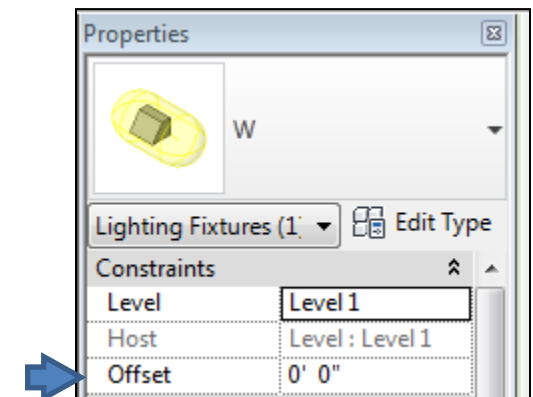 Properties
W
Lighting Fixtures (1) Edit Type
Constraints
Level Level 1
Host Level : Level 1
Offset 0' 0"